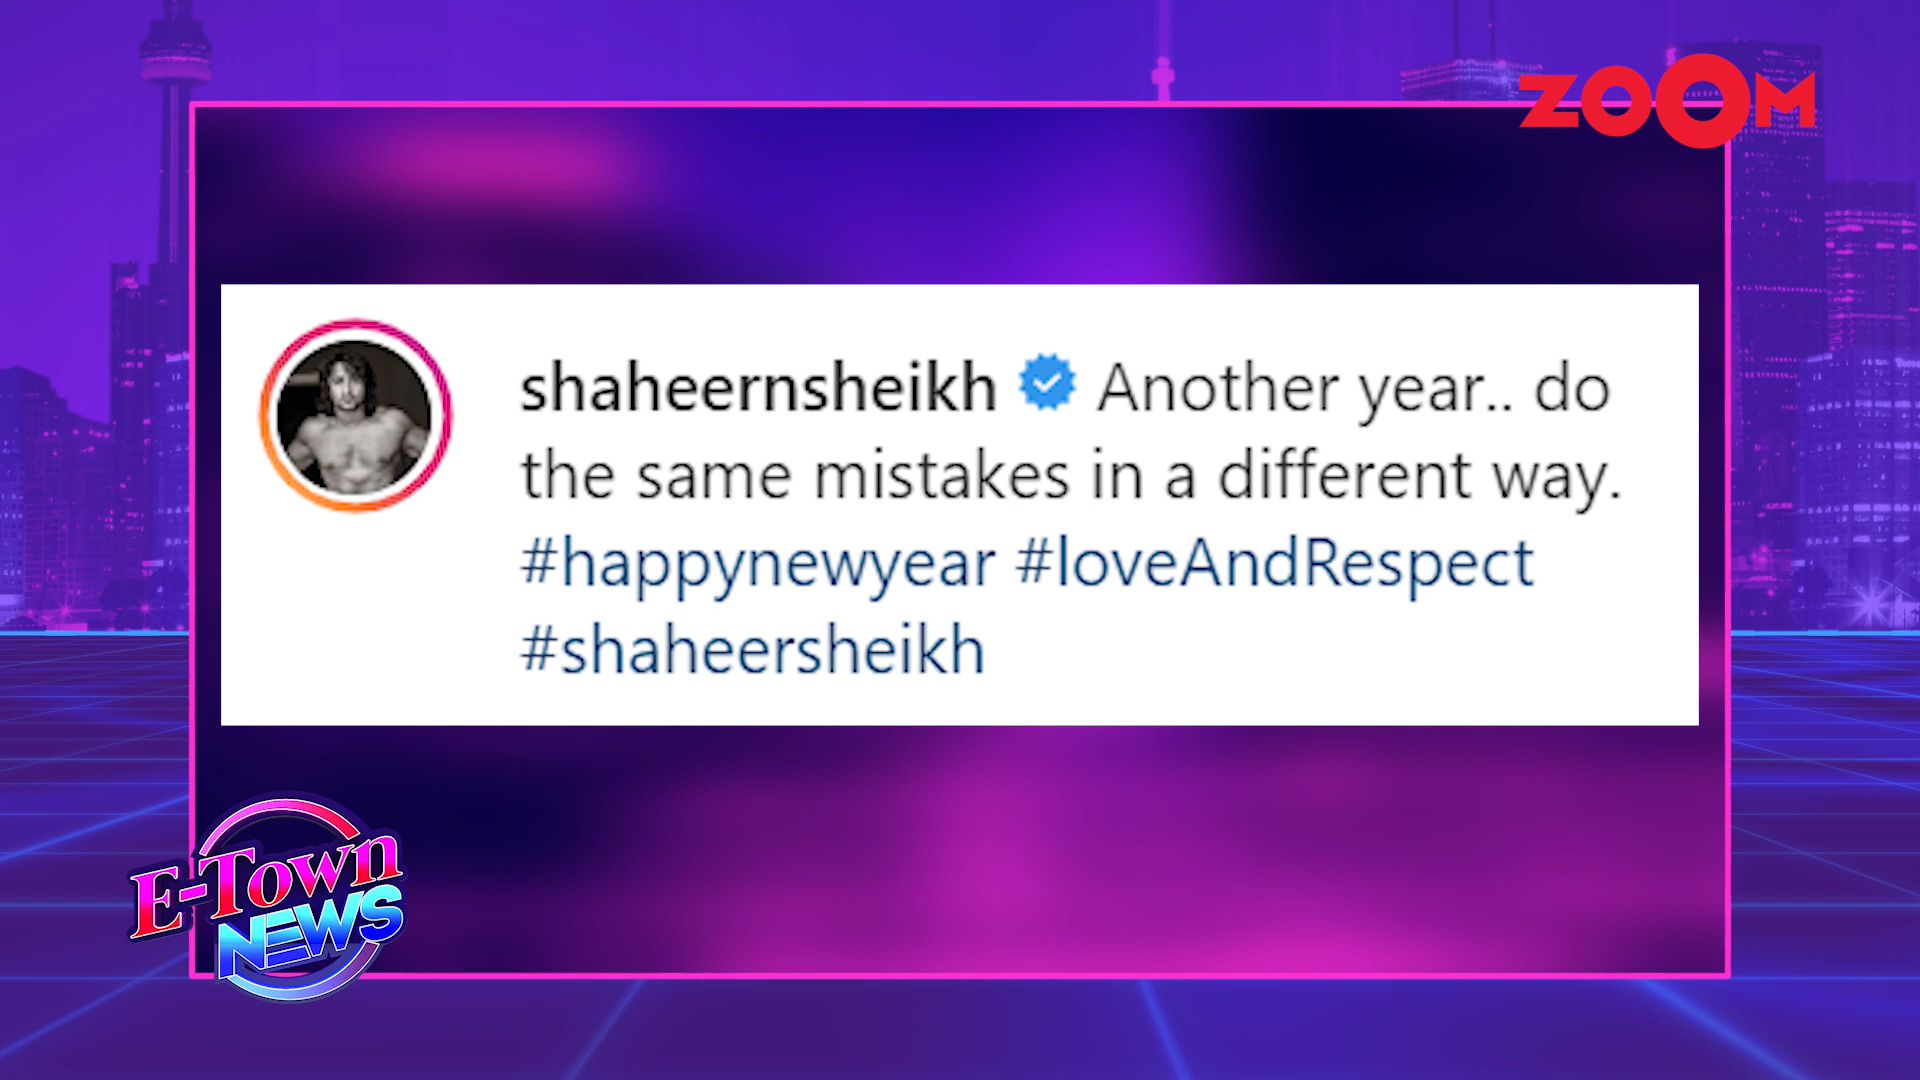 ZOOM
shaheernsheikh Another year.. do
the same mistakes in a different way.
#happynewyear #loveAndRespect
#shaheersheikh
E-Town
NEWS